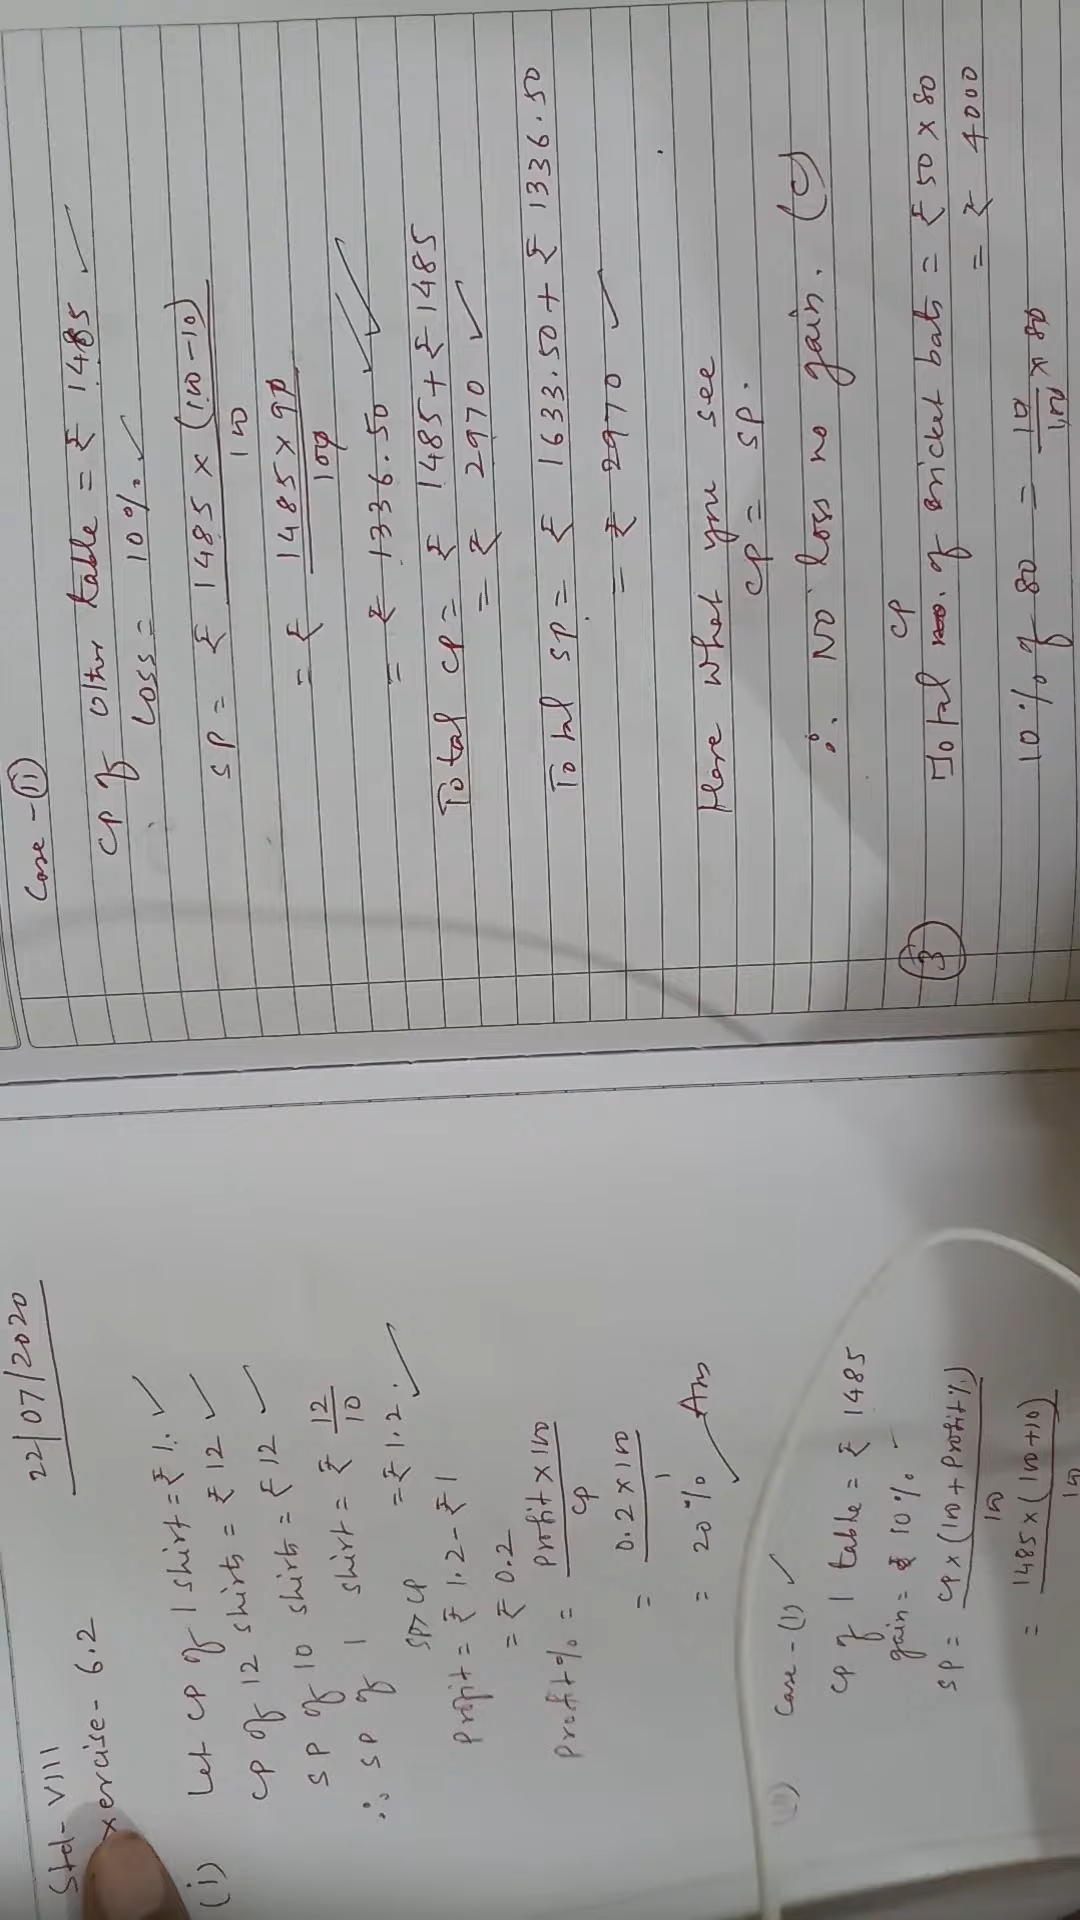 Std- VIII
22/07/2020
xercise- 6.2
(i) Let CP of 1 shirt = ₹ 1.
CP of 12 shirts = ₹ 12
SP of 10 shirts = ₹ 12
∴ SP of 1 shirt = ₹ 12/10
= ₹ 1.2.
SP > CP
Profit = ₹ 1.2 - ₹ 1
= ₹ 0.2
Profit % = Profit × 100 / CP
= 0.2 × 100 / 1
= 20% Ans
Case - (1)
CP of 1 table = ₹ 1485
gain = 10%
SP = CP × (100 + Profit %) / 100
= 1485 × (100 + 10) / 100
Case - (11)
CP of other table = ₹ 1485
Loss = 10%
SP = ₹ 1485 × (100 - 10) / 100
= ₹ 1485 × 90 / 100
= ₹ 1336.50
Total CP = ₹ 1485 + ₹ 1485
= ₹ 2970
Total SP = ₹ 1633.50 + ₹ 1336.50
= ₹ 2970
Here what you see
CP = SP.
∴ NO loss no gain. (C)
(3) Total CP of cricket bats = ₹ 50 × 80
= ₹ 4000
10% of 80 = 10/100 × 80